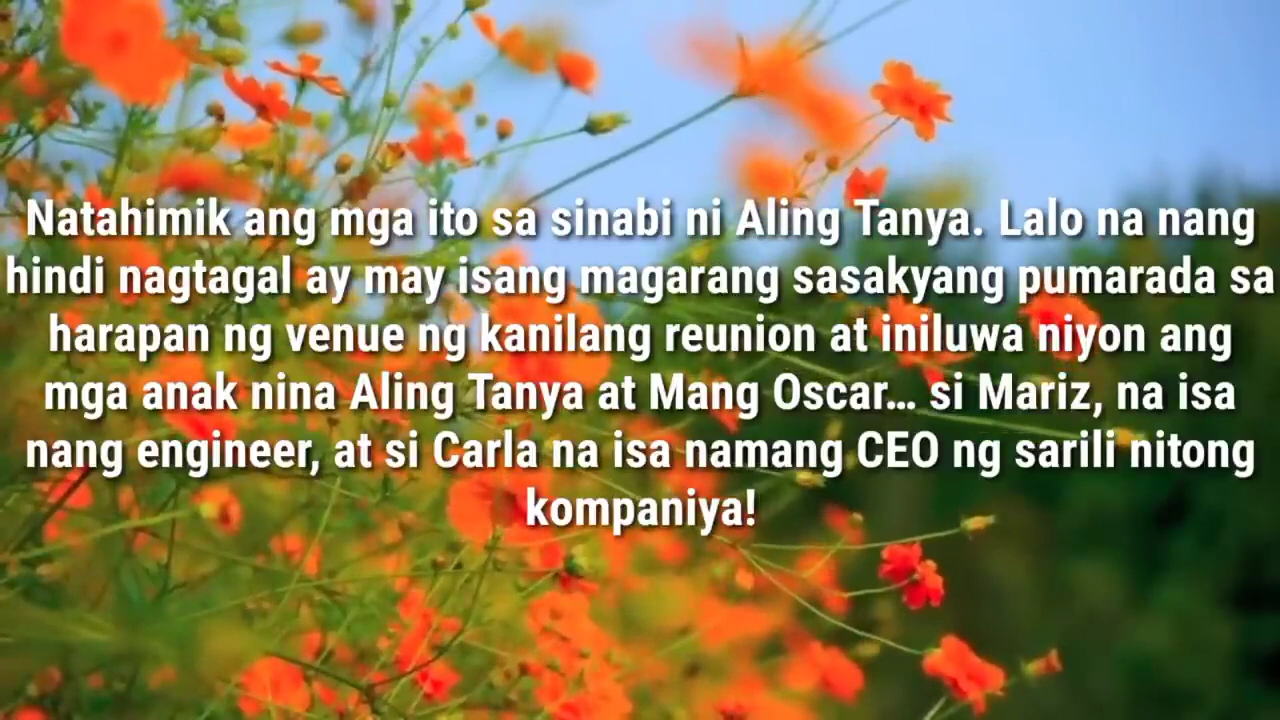 Natahimik ang mga ito sa sinabi ni Aling Tanya. Lalo na nang
hindi nagtagal ay may isang magarang sasakyang pumarada sa
harapan ng venue ng kanilang reunion at iniluwa niyon ang
mga anak nina Aling Tanya at Mang Oscar... si Mariz, na isa
nang engineer, at si Carla na isa namang CEO ng sarili nitong
kompaniya!